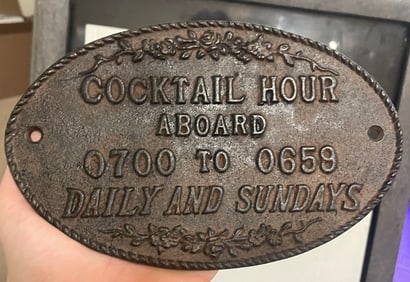 COCKTAIL HOUR
ABOARD
0700 TO 0659
DAILY AND SUNDAYS